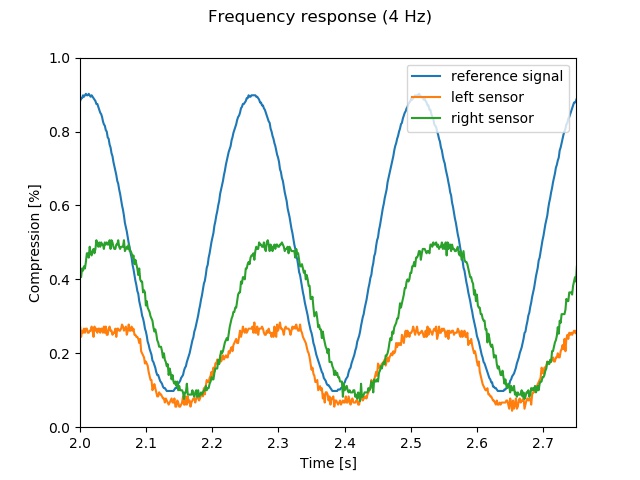 Frequency response (4 Hz)
1.0
0.8
0.6
0.4
0.2
0.0
Compression [%]
reference signal
left sensor
right sensor
2.0 2.1 2.2 2.3 2.4 2.5 2.6 2.7
Time [s]